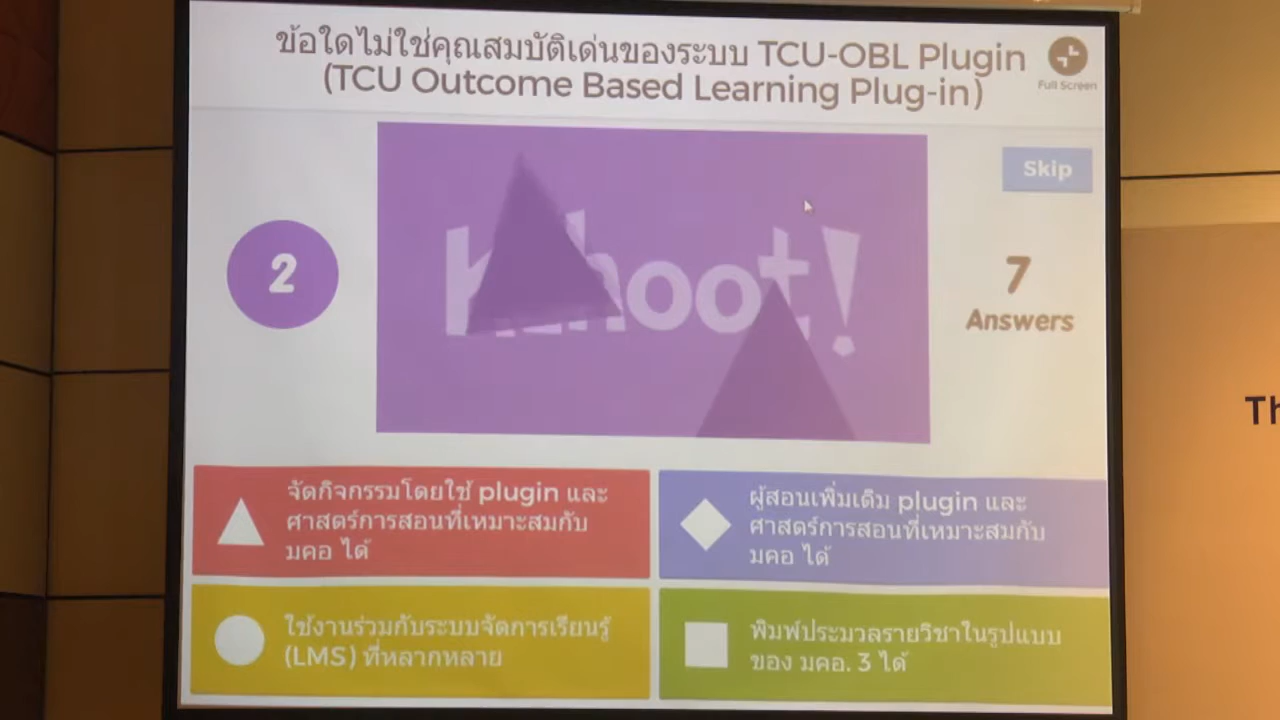 ข้อใดไม่ใช่คุณสมบัติเด่นของระบบ TCU-OBL Plugin
(TCU Outcome Based Learning Plug-in)
Full Screen
Skip
2
7
Answers
จัดกิจกรรมโดยใช้ plugin และ
ศาสตร์การสอนที่เหมาะสมกับ
มคอ ได้
ผู้สอนเพิ่มเติม plugin และ
ศาสตร์การสอนที่เหมาะสมกับ
มคอ ได้
ใช้งานร่วมกับระบบจัดการเรียนรู้
(LMS) ที่หลากหลาย
พิมพ์ประมวลรายวิชาในรูปแบบ
ของ มคอ. 3 ได้